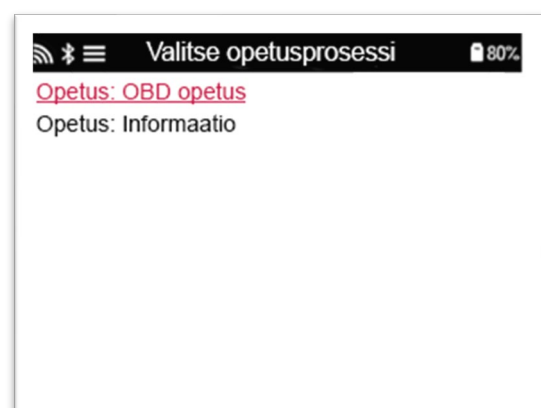 Valitse opetusprosessi 80%
Opetus: OBD opetus
Opetus: Informaatio